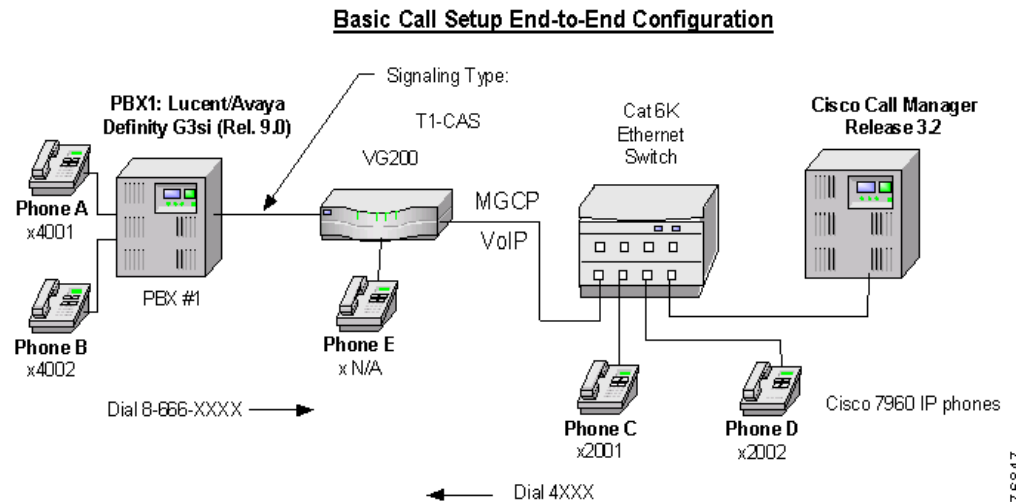 Basic Call Setup End-to-End Configuration
Signaling Type:
T1-CAS
PBX1: Lucent/Avaya
Definity G3si (Rel. 9.0)
VG200
Cat6K
Ethernet
Switch
Cisco Call Manager
Release 3.2
Phone A
x4001
MGCP
VoIP
PBX #1
Phone B
x4002
Phone E
x N/A
Dial 8-666-XXXX
Phone C
x2001
Phone D
x2002
Cisco 7960 IP phones
Dial 4XXX
76847